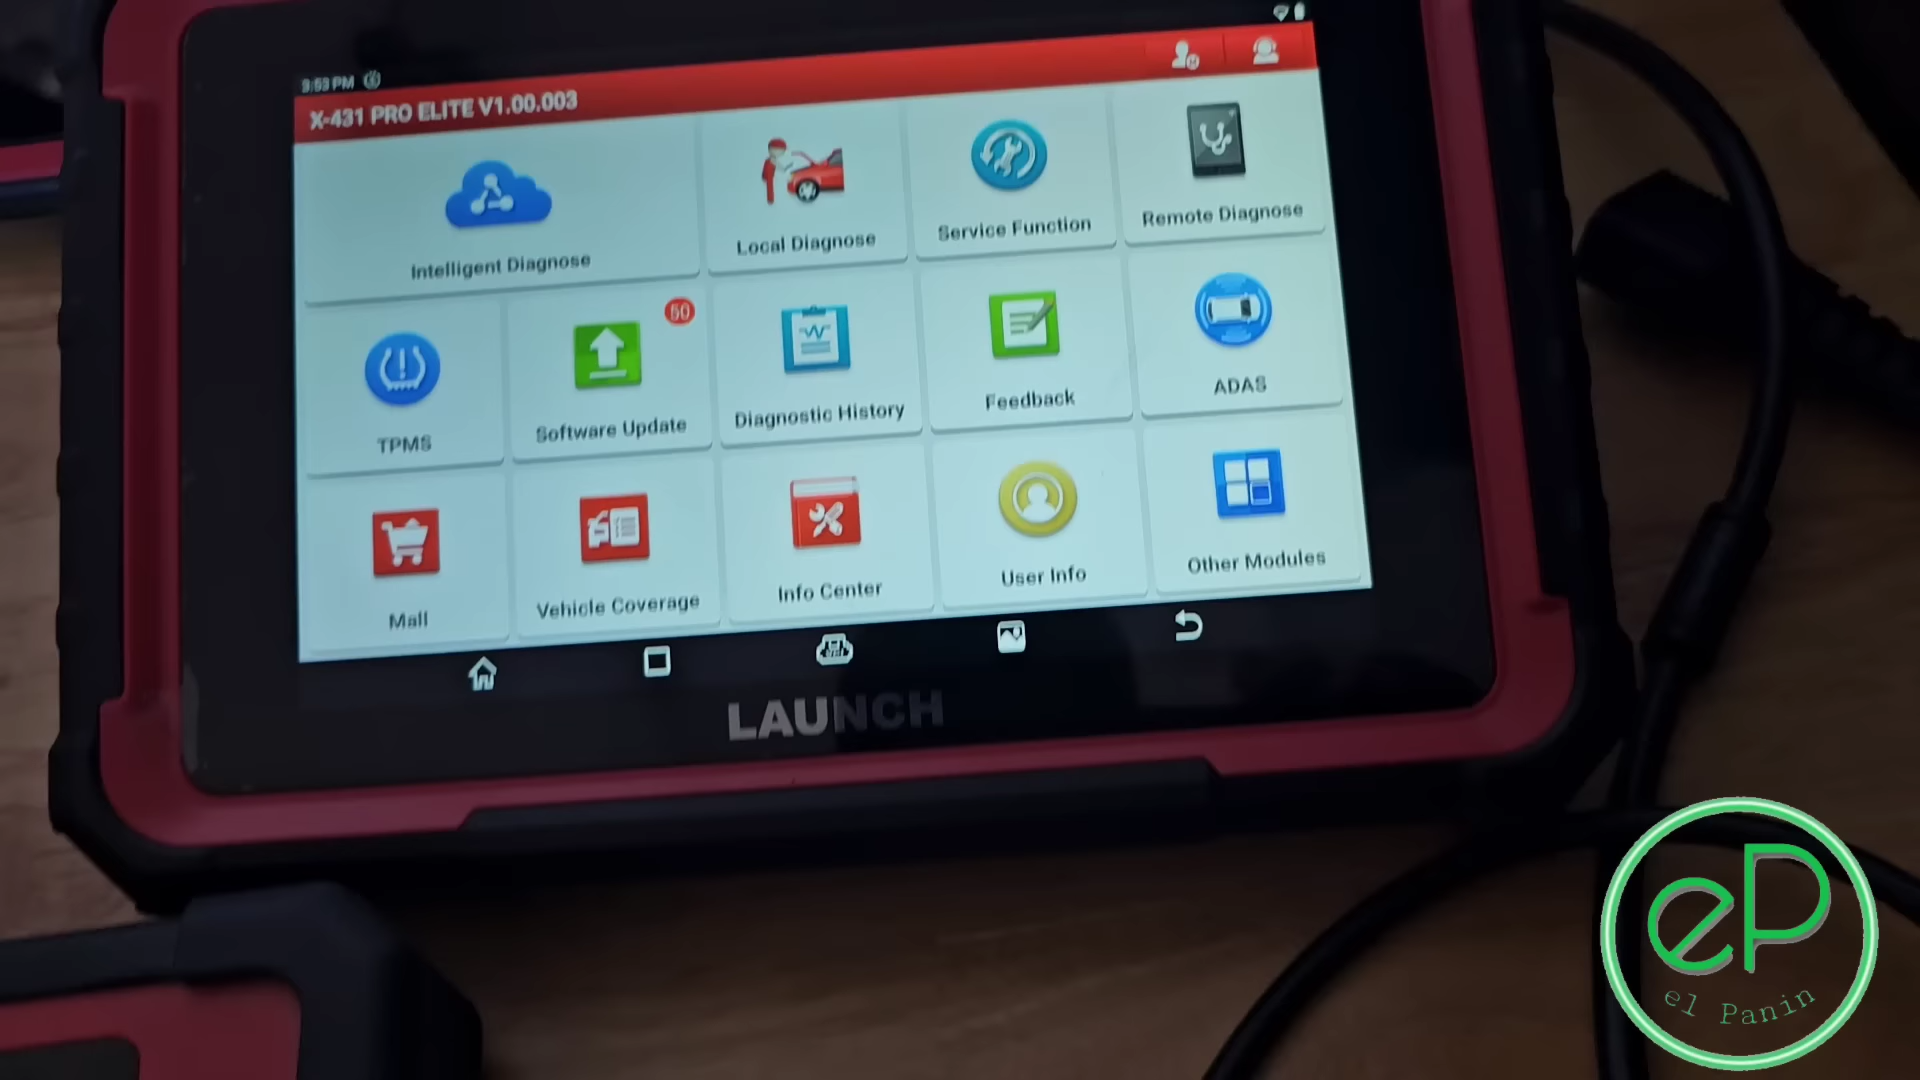 3:53 PM
X-431 PRO ELITE V1.00.003
Intelligent Diagnose
Local Diagnose
Service Function
Remote Diagnose
TPMS
50
Software Update
Diagnostic History
Feedback
ADAS
Mall
Vehicle Coverage
Info Center
User Info
Other Modules
LAUNCH
eP
el Panin